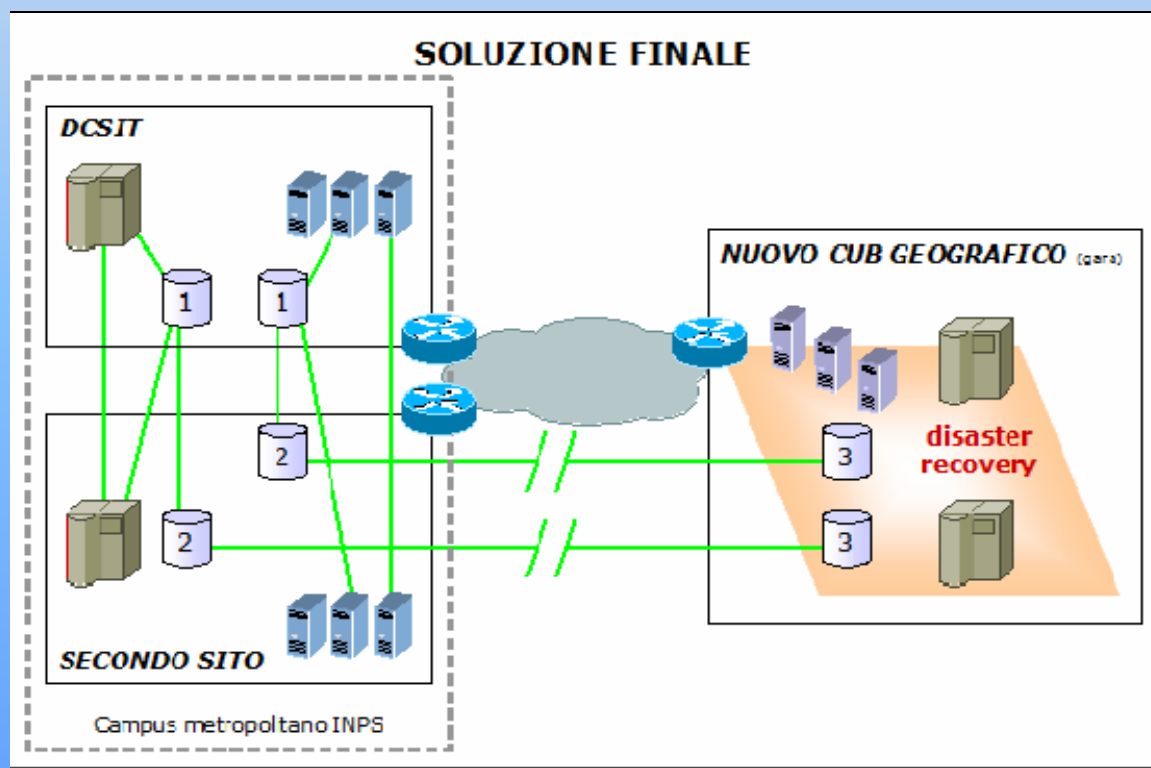 SOLUZIONE FINALE
DCSIT
1
1
2
2
SECONDO SITO
Campus metropoltano INPS
NUOVO CUB GEOGRAFICO (gara)
3
disaster
recovery
3